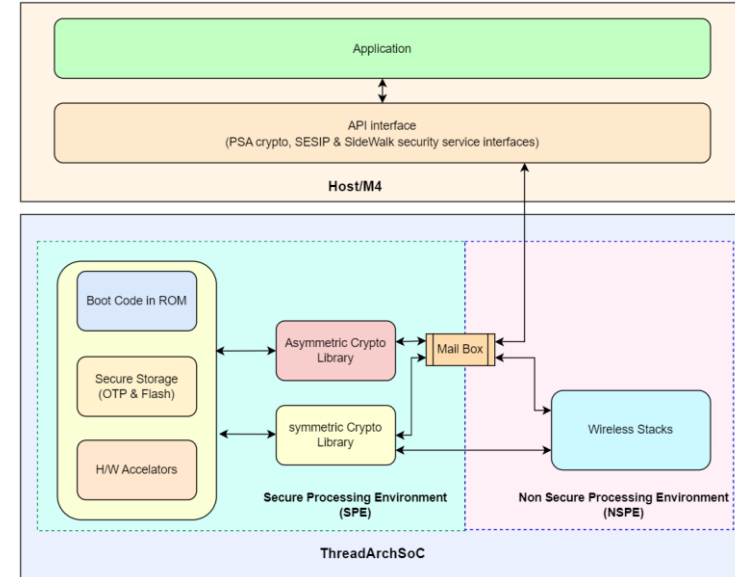 Application
API interface
(PSA crypto, SESIP & SideWalk security service interfaces)
Host/M4
Boot Code in ROM
Secure Storage
(OTP & Flash)
H/W Accelators
Asymmetric Crypto
Library
symmetric Crypto
Library
Mail Box
Wireless Stacks
Secure Processing Environment
(SPE)
Non Secure Processing Environment
(NSPE)
ThreadArchSoC